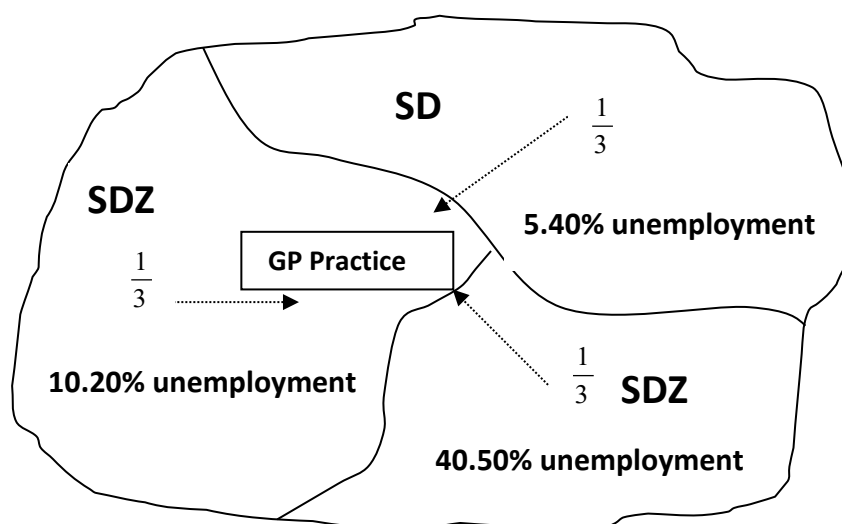 SD
1/3
5.40% unemployment
SDZ
1/3
GP Practice
10.20% unemployment
1/3
SDZ
40.50% unemployment